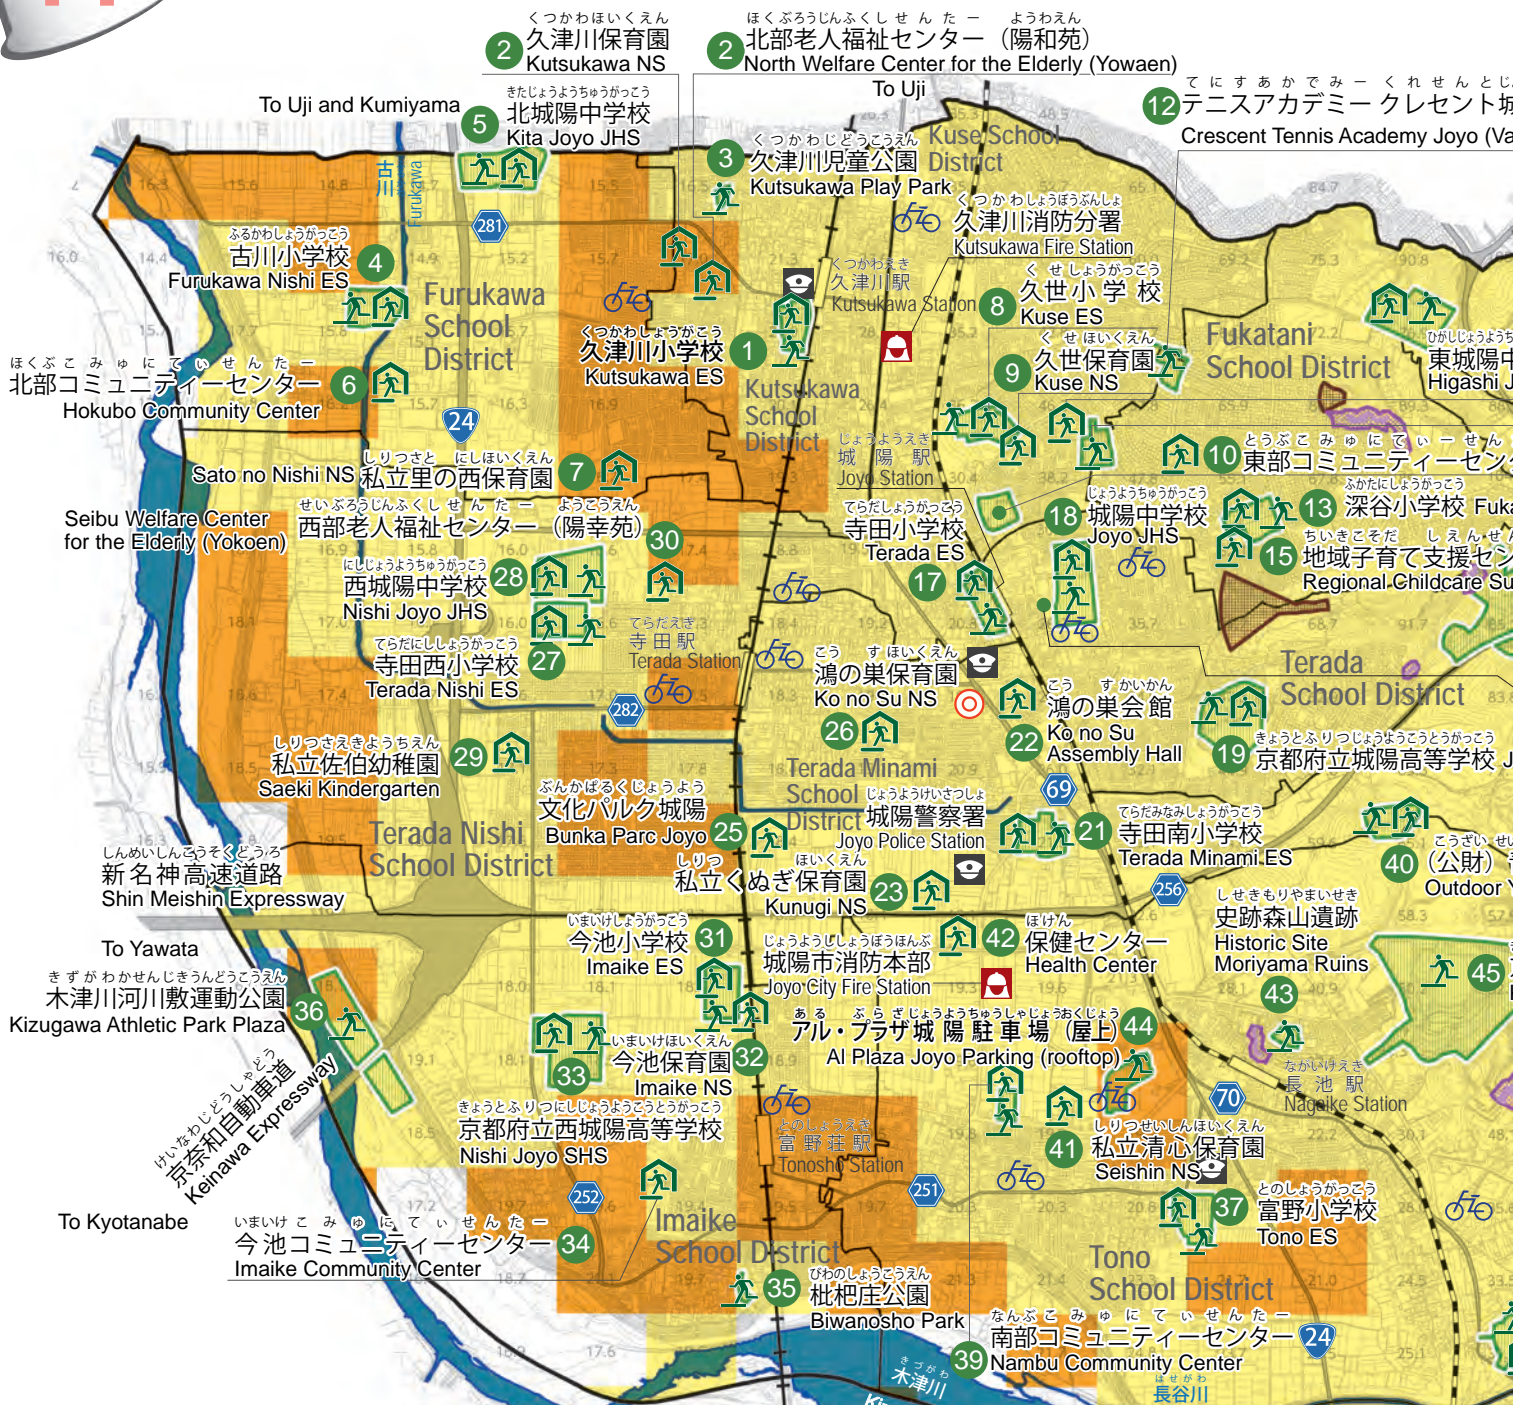 くつかわほいくえん
2 久津川保育園
Kutsukawa NS
ほくぶろうじんふくしせんたー ようわえん
2 北部老人福祉センター（陽和苑）
North Welfare Center for the Elderly (Yowaen)
To Uji
To Uji and Kumiyama
きたじょうようちゅうがっこう
5 北城陽中学校
Kita Joyo JHS
12 テニスアカデミー クレセント城
Crescent Tennis Academy Joyo (Va
くつかわじどうこうえん
3 久津川児童公園
Kutsukawa Play Park
Kuse School
District
古川
Furukawa
281
くつかわしょうぼうぶんしょ
久津川消防分署
Kutsukawa Fire Station
ふるかわしょうがっこう
4 古川小学校
Furukawa Nishi ES
Furukawa
School
District
くつかわえき
久津川駅
Kutsukawa Station
くせしょうがっこう
8 久世小学校
Kuse ES
くつかわしょうがこう
1 久津川小学校
Kutsukawa ES
くせほいくえん
9 久世保育園
Kuse NS
Fukatani
School District
東城陽中
Higashi J
ほくぶこみゅにてぃせんたー
6 北部コミュニティーセンター
Hokubo Community Center
24
Kutsukawa
School
District
じょうようえき
城陽駅
Joyo Station
10 東部コミュニティーセン
しりつさと にしほいくえん
7 私立里の西保育園
Sato no Nishi NS
せいぶろうじんふくしせんたー ようこうえん
30 西部老人福祉センター（陽幸苑）
Seibu Welfare Center
for the Elderly (Yokoen)
てらだしょうがっこう
17 寺田小学校
Terada ES
じょうようちゅうがっこう
18 城陽中学校
Joyo JHS
ふかたにしょうがっこう
13 深谷小学校 Fuka
15 地域子育て支援セン
Regional Childcare Su
にしじょうようちゅうがっこう
28 西城陽中学校
Nishi Joyo JHS
てらだにししょうがっこう
27 寺田西小学校
Terada Nishi ES
てらだえき
寺田駅
Terada Station
282
こう すほいくえん
鴻の巣保育園
Ko no Su NS
26
こう すかいかん
22 鴻の巣会館
Ko no Su
Assembly Hall
Terada
School District
きょうとふりつじょうようこうとうがっこう
19 京都府立城陽高等学校 J
しりつさえきようちえん
29 私立佐伯幼稚園
Saeki Kindergarten
Terada Minami
School
District
69
ぶんかぱるくじょうよう
25 文化パルク城陽
Bunka Parc Joyo
じょうようけいさつしょ
城陽警察署
Joyo Police Station
てらだみなみしょうがっこう
21 寺田南小学校
Terada Minami ES
Terada Nishi
School District
40 （公財）
Outdoor Y
しんめいしんこうそくどうろ
新名神高速道路
Shin Meishin Expressway
しりつ ほいくえん
23 私立くぬぎ保育園
Kunugi NS
256
しせきもりやまいせき
史跡森山遺跡
Historic Site
Moriyama Ruins
43
いまいけしょうがっこう
31 今池小学校
Imaike ES
じょうようししょうぼうほんぶ
城陽市消防本部
Joyo City Fire Station
ほけん
42 保健センター
Health Center
45
To Yawata
きずがわかせんじきうんどうこうえん
36 木津川河川敷運動公園
Kizugawa Athletic Park Plaza
あるぷらざじょうようちゅうしゃじょうおくじょう
44 アル・プラザ城陽駐車場（屋上）
Al Plaza Joyo Parking (rooftop)
いまいけほいくえん
32 今池保育園
Imaike NS
33
きょうとふりつにしじょうようこうとうがっこう
京都府立西城陽高等学校
Nishi Joyo SHS
けいなわじどうしゃどう
京奈和自動車道
Keinawa Expressway
To Kyotanabe
ながいけえき
長池駅
Nagaike Station
70
とのしょうえき
富野荘駅
Tonosho Station
しりつせいしんほいくえん
41 私立清心保育園
Seishin NS
252
251
いまいけこみゅにてぃせんたー
34 今池コミュニティーセンター
Imaike Community Center
Imaike
School District
とのしょうがっこう
37 富野小学校
Tono ES
Tono
School District
びわのしょうこうえん
35 枇杷庄公園
Biwanosho Park
なんぶこみゅにてぃせんたー
39 南部コミュニティーセンター
Nambu Community Center
24
きづがわ
木津川
はせがわ
長谷川